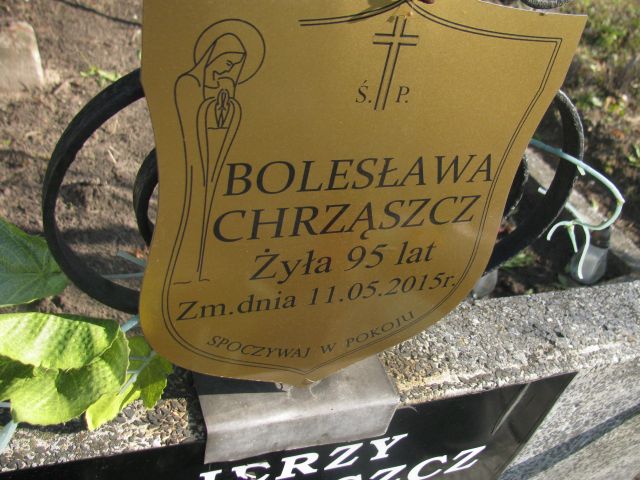 Ś. P.
BOLESŁAWA
CHRZĄSZCZ
Żyła 95 lat
Zm.dnia 11.05.2015r.
SPOCZYWAJ W POKOJU
JERZY